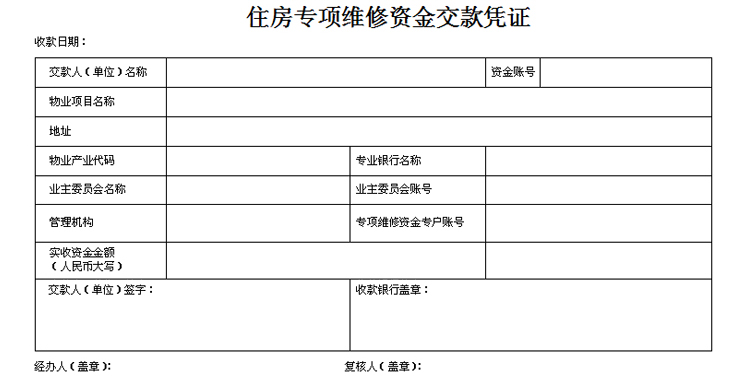 住房专项维修资金交款凭证
收款日期：
交款人（单位）名称
资金账号
物业项目名称
地址
物业产业代码
专业银行名称
业主委员会名称
业主委员会账号
管理机构
专项维修资金专户账号
实收资金金额
（人民币大写）
交款人（单位）签字：
收款银行盖章：
经办人（盖章）：
复核人（盖章）：